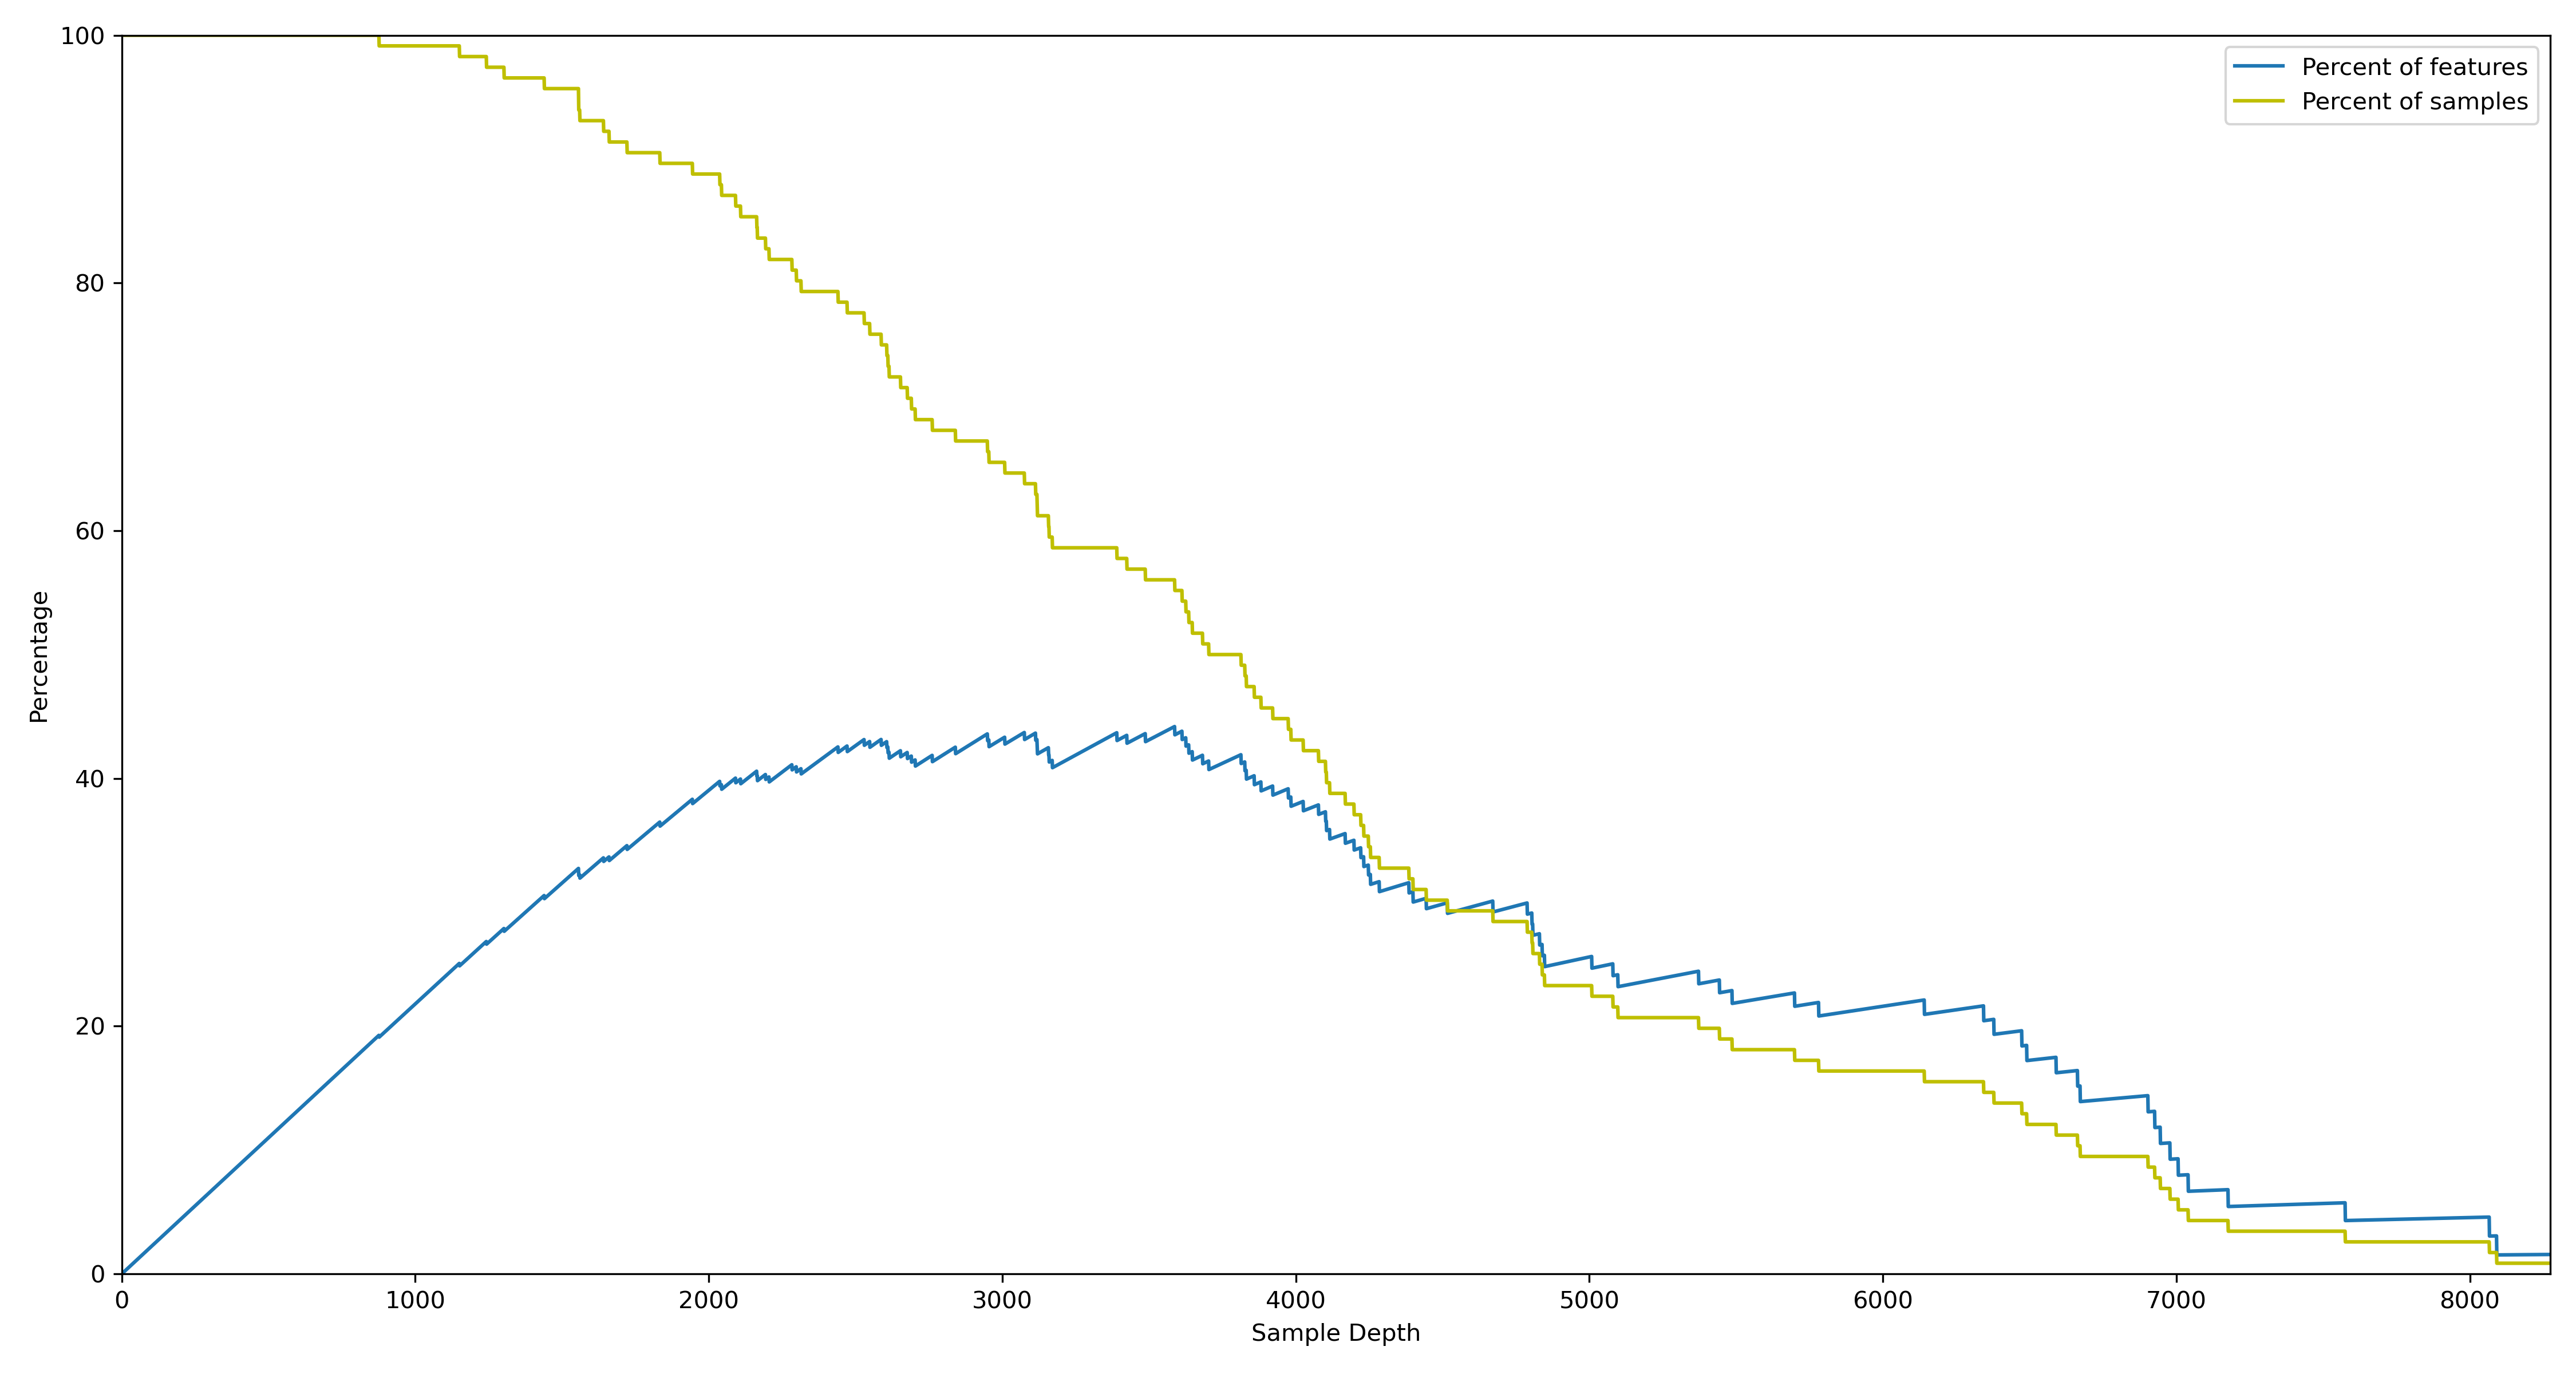 100
80
60
40
20
0
Percentage
0 1000 2000 3000 4000 5000 6000 7000 8000
Sample Depth
Percent of features
Percent of samples